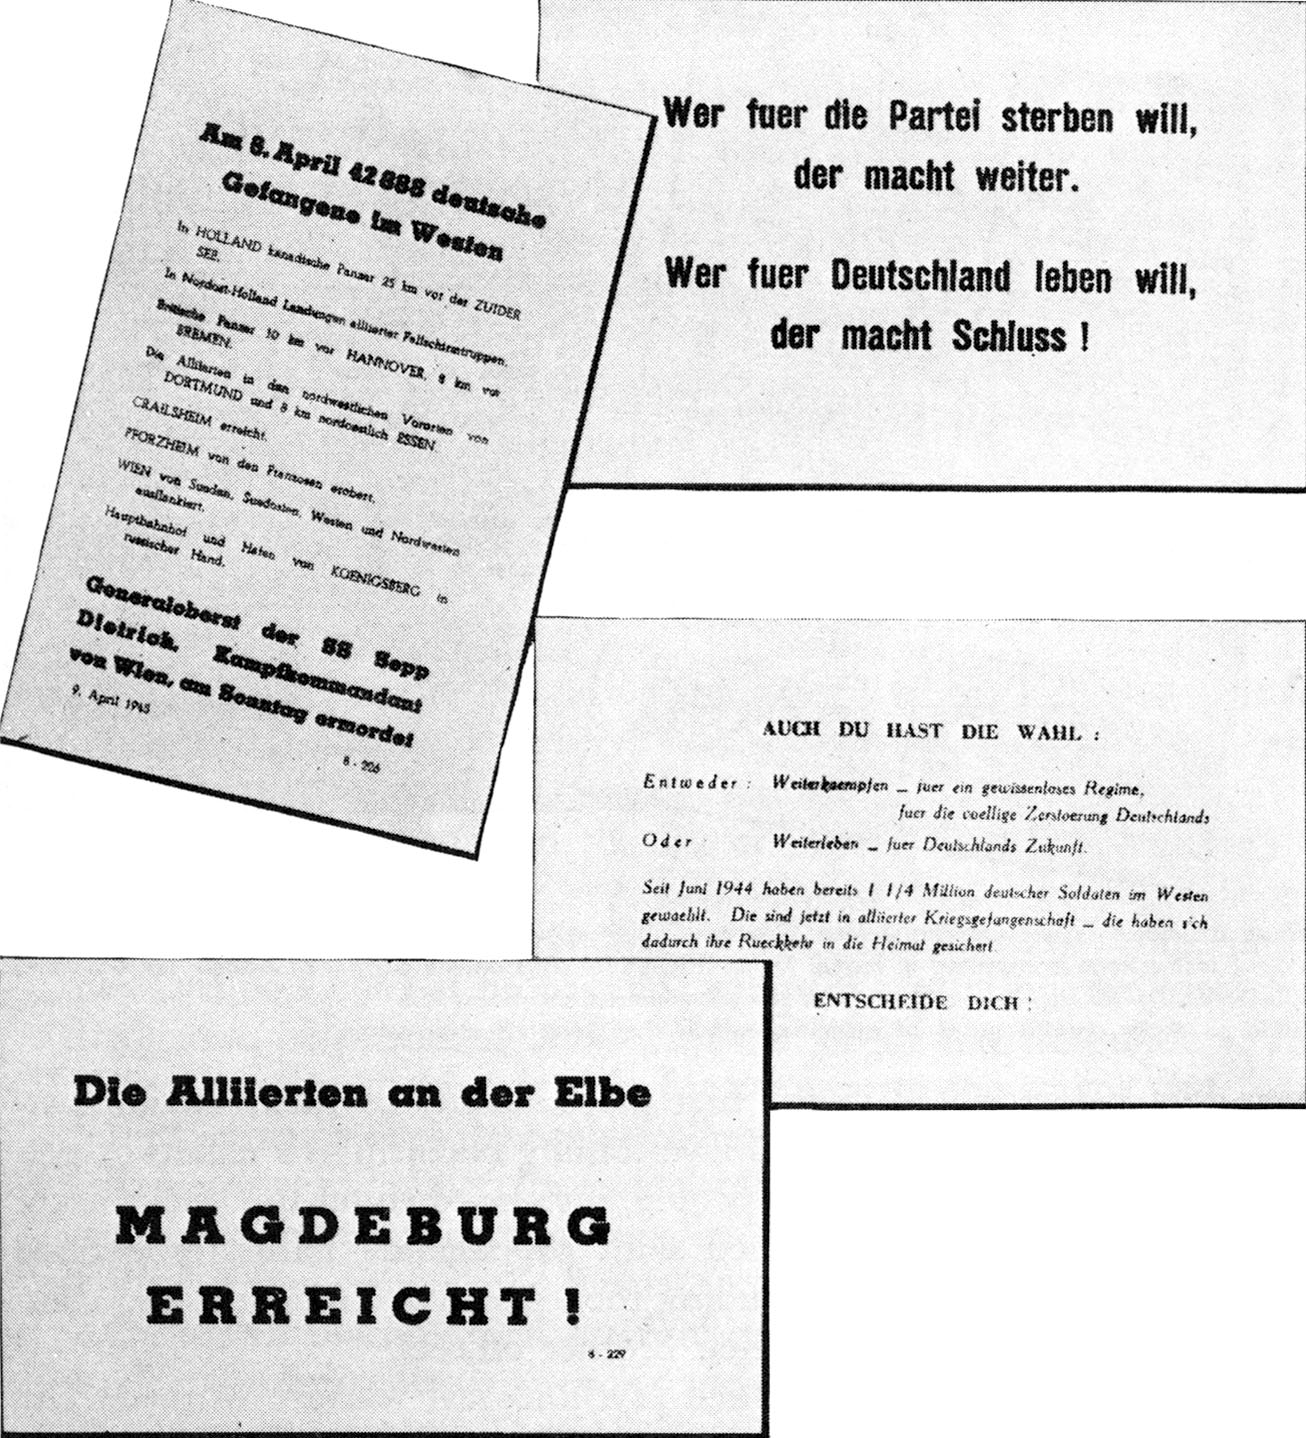 Am 8. April 42 888 deutsche
Gefangene im Westen
In HOLLAND kanadische Panzer 25 km vor der ZUIDER
SEE.
In Nordost-Holland Landungen alliierter Fallschirmtruppen.
Britische Panzer 10 km vor HANNOVER, 8 km vor
BREMEN.
Die Alliierten in den nordwestlichen Vororten von
DORTMUND und 8 km nordoestlich ESSEN.
CRAILSHEIM erreicht.
PFORZHEIM von den Franzosen erobert.
WIEN von Sueden, Suedosten, Westen und Nordwesten
ausflankiert.
Hauptbahnhof und Hafen von KOENIGSBERG in
russischer Hand.
Generaloberst der SS Sepp
Dietrich, Kampfkommandant
von Wien, am Sonntag ermordet
9. April 1945
8 - 226
Wer fuer die Partei sterben will,
der macht weiter.
Wer fuer Deutschland leben will,
der macht Schluss !
AUCH DU HAST DIE WAHL :
Entweder : Weiterkaempfen — fuer ein gewissenloses Regime,
fuer die voellige Zerstoerung Deutschlands
Oder Weiterleben — fuer Deutschlands Zukunft.
Seit Juni 1944 haben bereits 1 1/4 Million deutscher Soldaten im Westen
gewaehlt. Die sind jetzt in alliierter Kriegsgefangenschaft — die haben sich
dadurch ihre Rueckkehr in die Heimat gesichert.
ENTSCHEIDE DICH !
Die Alliierten an der Elbe
MAGDEBURG
ERREICHT !
8 - 229